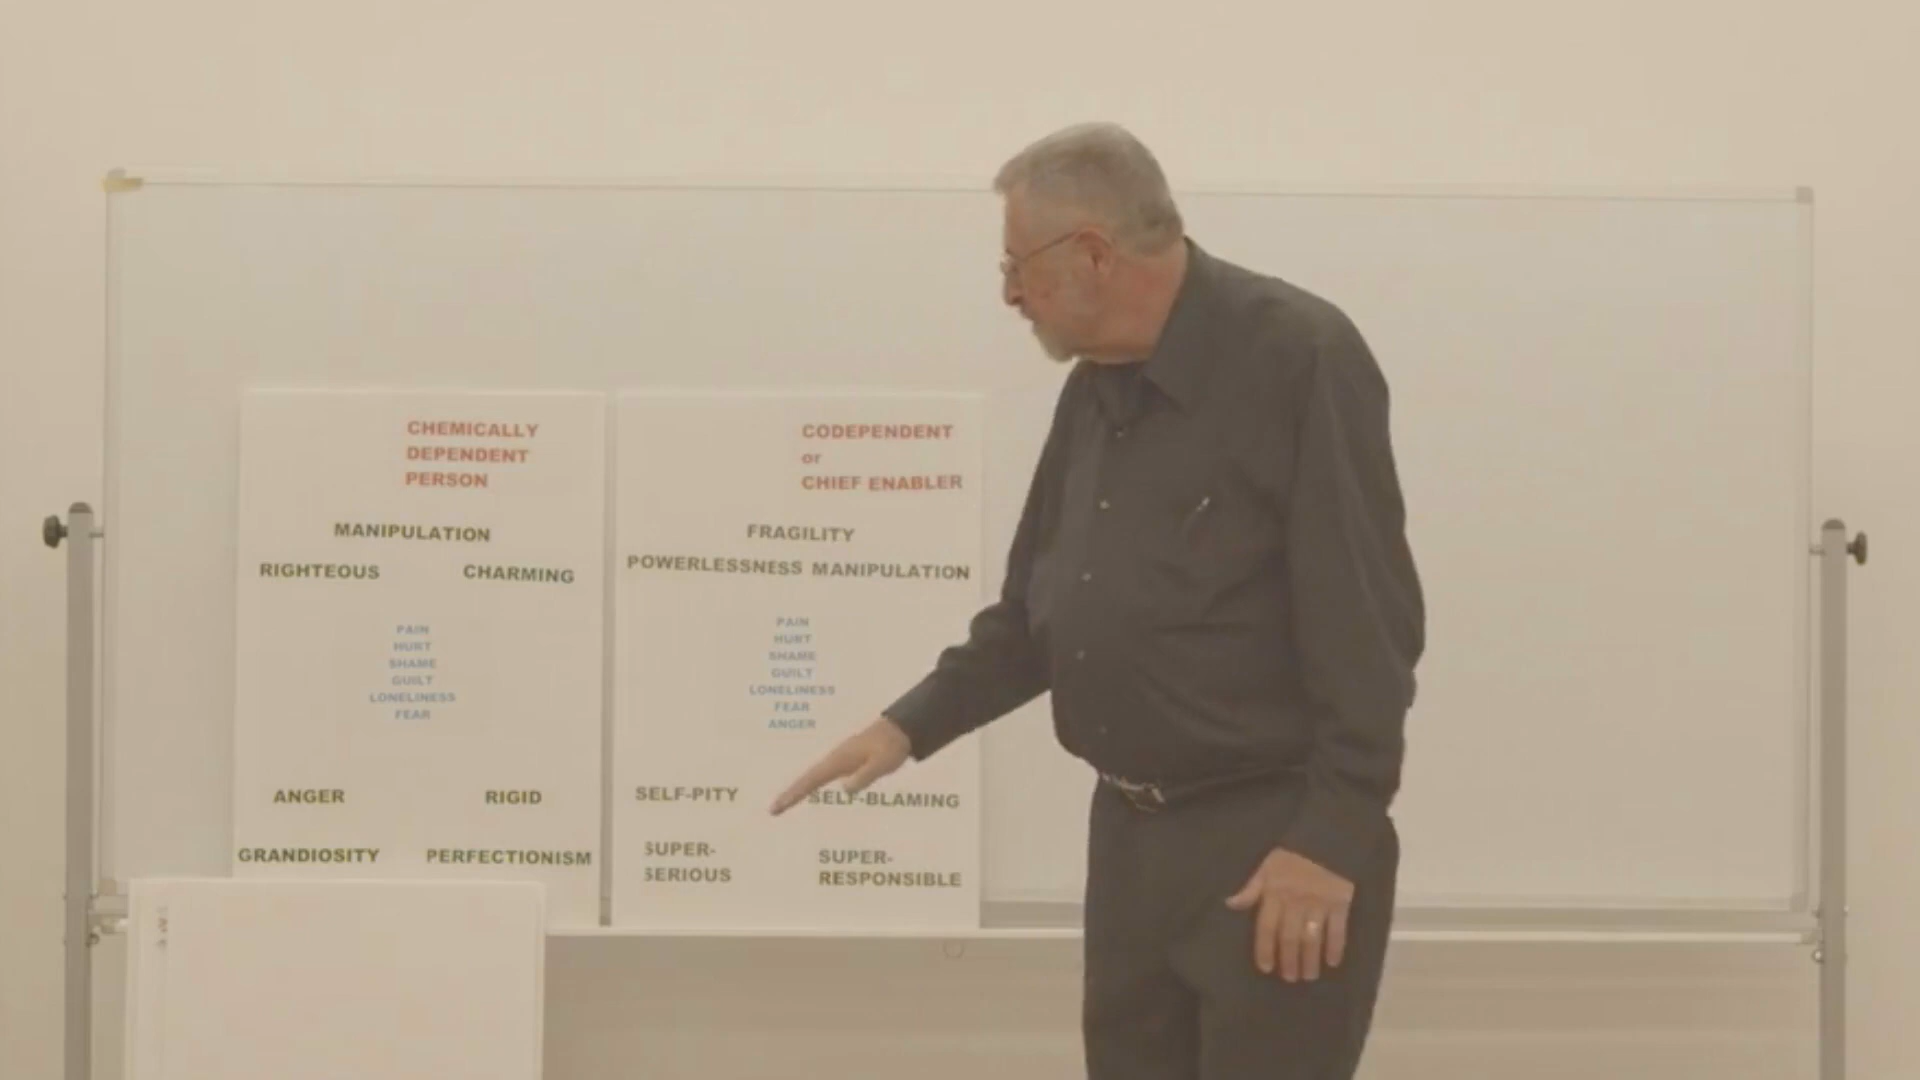 CHEMICALLY
DEPENDENT
PERSON
MANIPULATION
RIGHTEOUS CHARMING
PAIN
HURT
SHAME
GUILT
LONELINESS
FEAR
ANGER RIGID
GRANDIOSITY PERFECTIONISM
CODEPENDENT
or
CHIEF ENABLER
FRAGILITY
POWERLESSNESS MANIPULATION
PAIN
HURT
SHAME
GUILT
LONELINESS
FEAR
ANGER
SELF-PITY SELF-BLAMING
SUPER-
SERIOUS
SUPER-
RESPONSIBLE